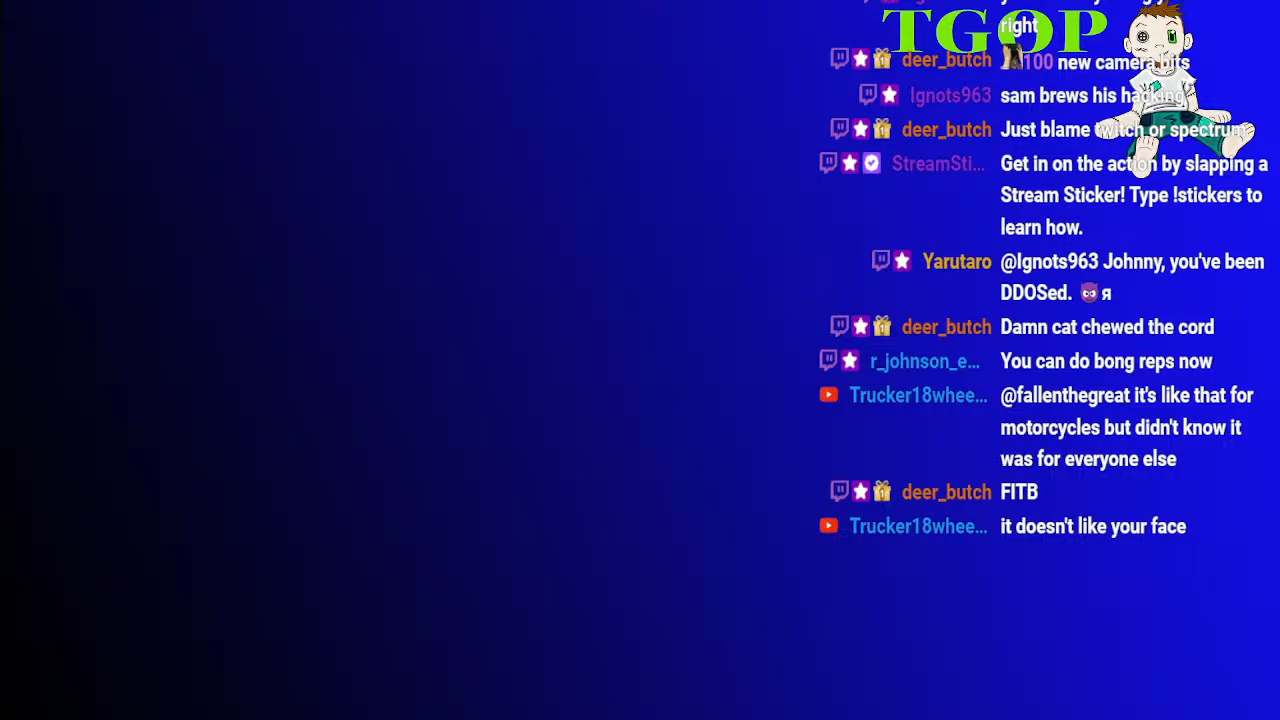 TGOP
right
deer_butch 100 new camera bits
Ignots963 sam brews his hacking
deer_butch Just blame twitch or spectrum
StreamSti... Get in on the action by slapping a
Stream Sticker! Type !stickers to
learn how.
Yarutaro @Ignots963 Johnny, you've been
DDOSed. 😈 я
deer_butch Damn cat chewed the cord
r_johnson_e... You can do bong reps now
Trucker18whee... @fallenthegreat it's like that for
motorcycles but didn't know it
was for everyone else
deer_butch FITB
Trucker18whee... it doesn't like your face